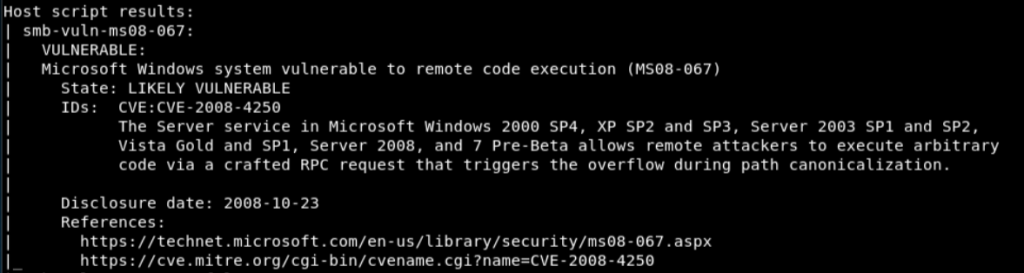 Host script results:
| smb-vuln-ms08-067:
|   VULNERABLE:
|   Microsoft Windows system vulnerable to remote code execution (MS08-067)
|     State: LIKELY VULNERABLE
|     IDs:  CVE:CVE-2008-4250
|           The Server service in Microsoft Windows 2000 SP4, XP SP2 and SP3, Server 2003 SP1 and SP2,
|           Vista Gold and SP1, Server 2008, and 7 Pre-Beta allows remote attackers to execute arbitrary
|           code via a crafted RPC request that triggers the overflow during path canonicalization.
|
|     Disclosure date: 2008-10-23
|     References:
|       https://technet.microsoft.com/en-us/library/security/ms08-067.aspx
|_      https://cve.mitre.org/cgi-bin/cvename.cgi?name=CVE-2008-4250